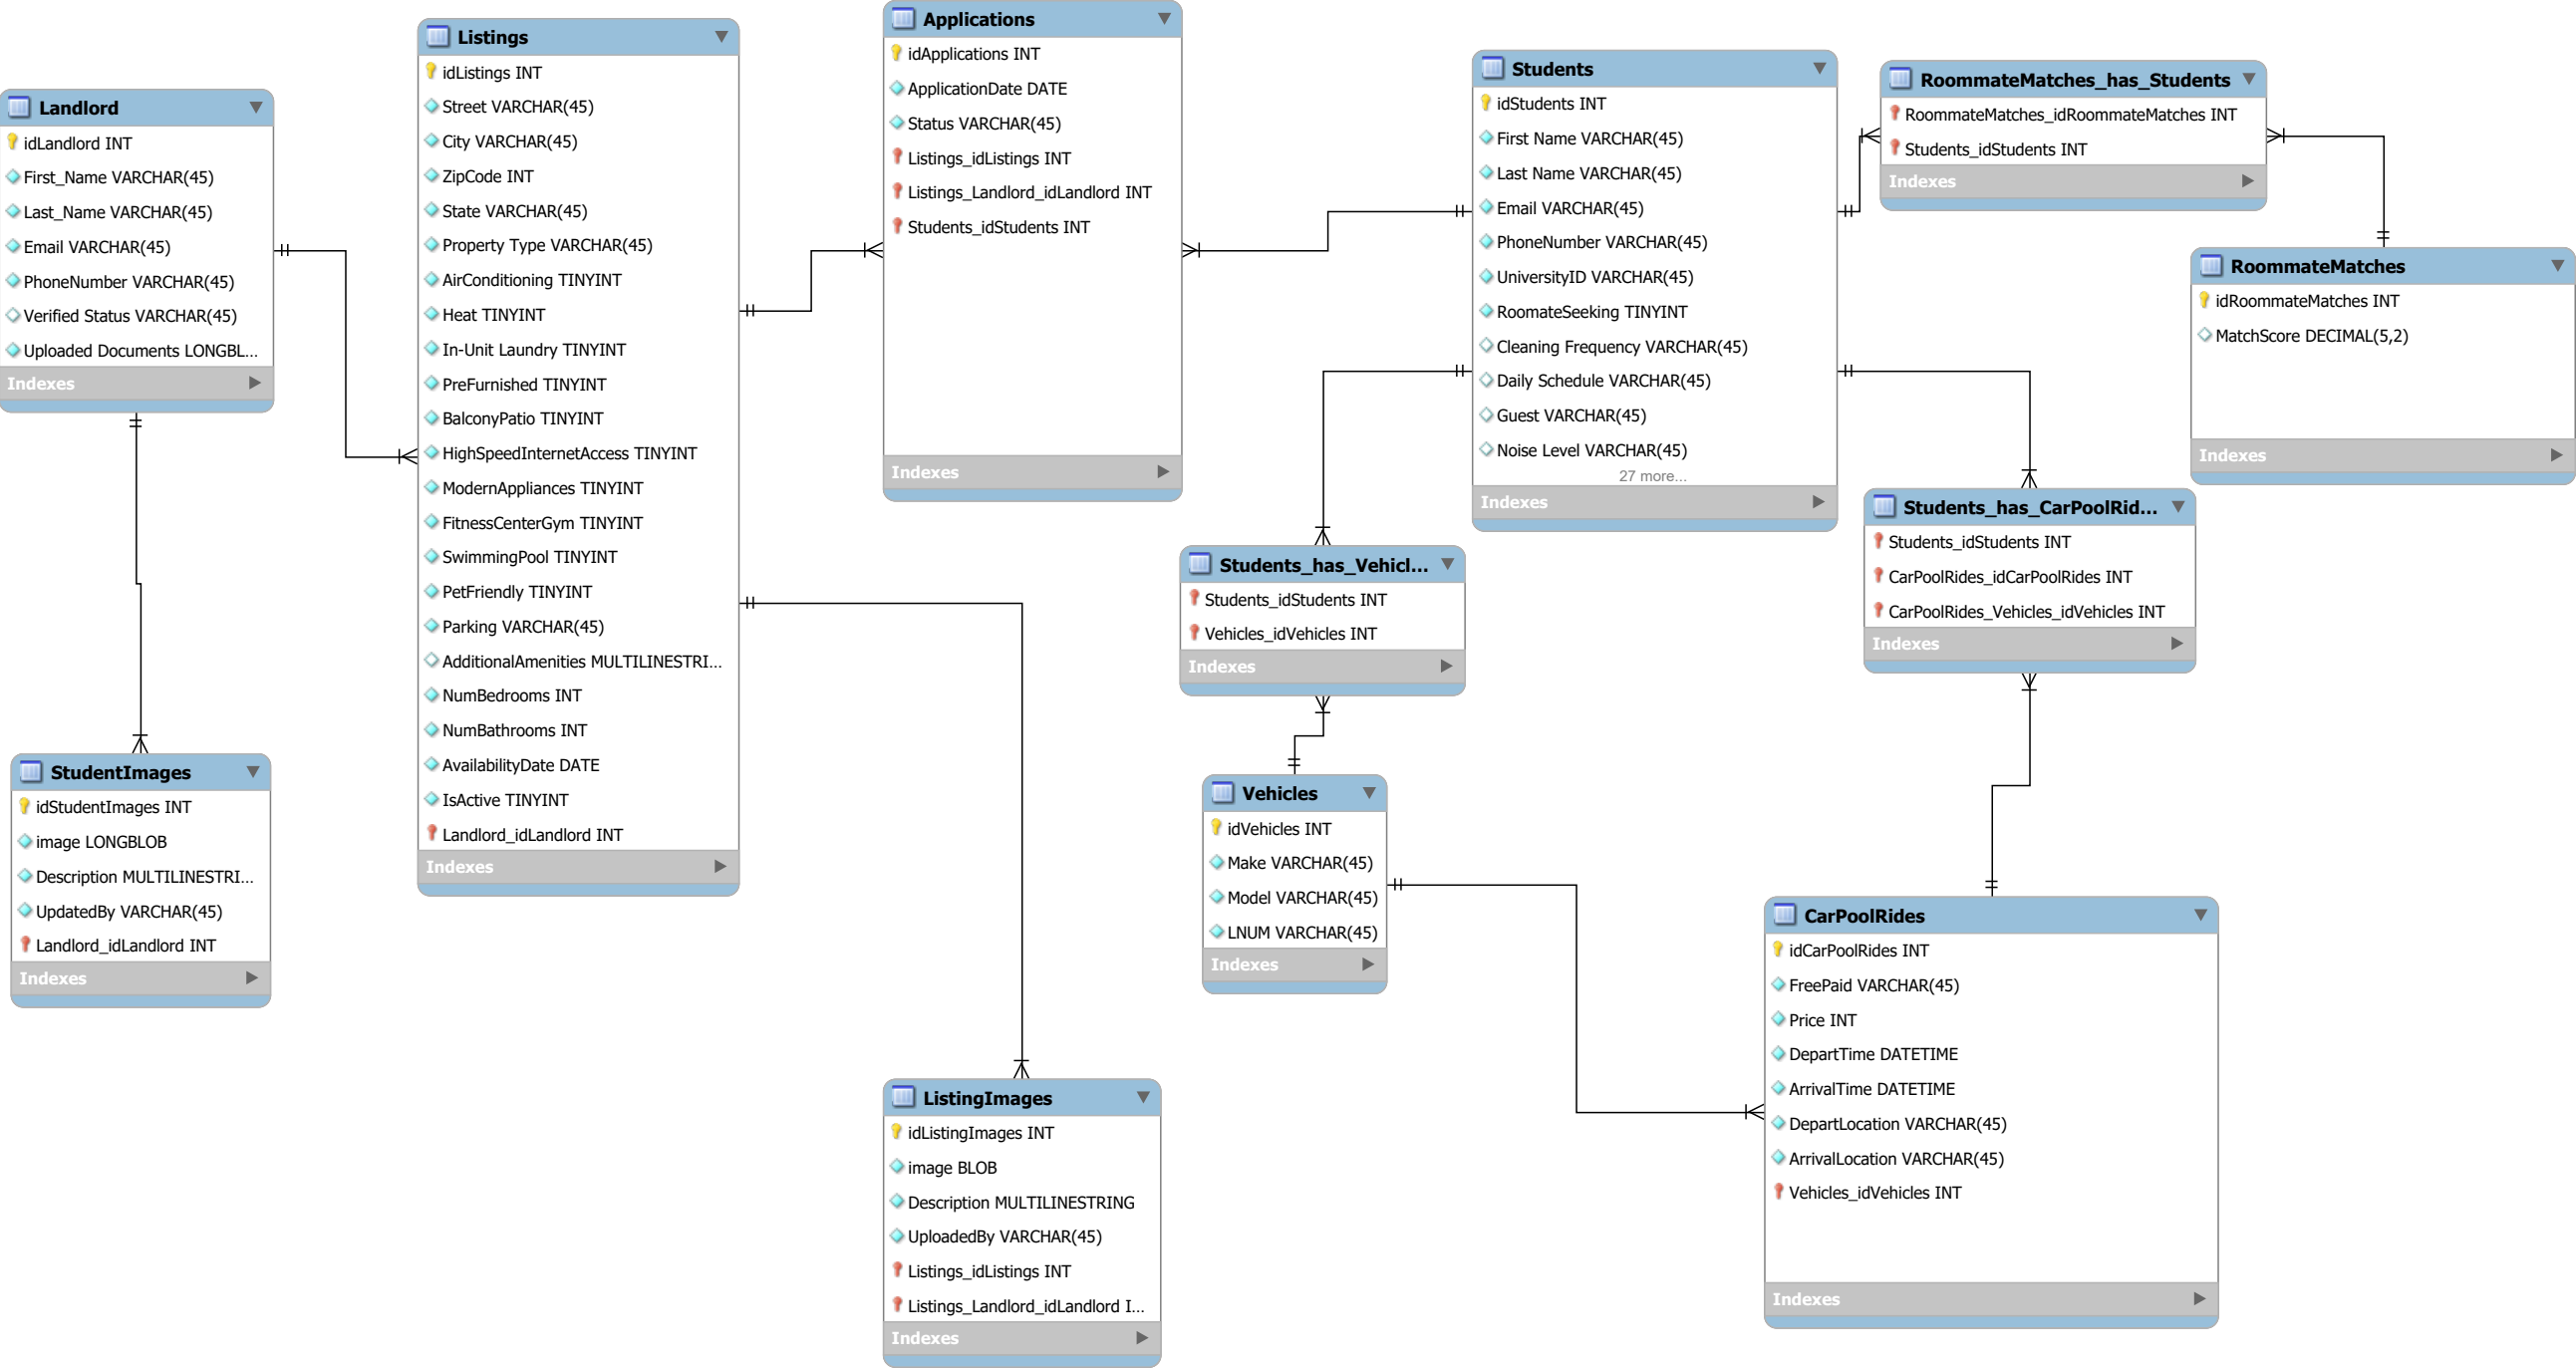 Landlord
idLandlord INT
First_Name VARCHAR(45)
Last_Name VARCHAR(45)
Email VARCHAR(45)
PhoneNumber VARCHAR(45)
Verified Status VARCHAR(45)
Uploaded Documents LONGBL...
Indexes
StudentImages
idStudentImages INT
image LONGBLOB
Description MULTILINESTRI...
UpdatedBy VARCHAR(45)
Landlord_idLandlord INT
Indexes
Listings
idListings INT
Street VARCHAR(45)
City VARCHAR(45)
ZipCode INT
State VARCHAR(45)
Property Type VARCHAR(45)
AirConditioning TINYINT
Heat TINYINT
In-Unit Laundry TINYINT
PreFurnished TINYINT
BalconyPatio TINYINT
HighSpeedInternetAccess TINYINT
ModernAppliances TINYINT
FitnessCenterGym TINYINT
SwimmingPool TINYINT
PetFriendly TINYINT
Parking VARCHAR(45)
AdditionalAmenities MULTILINESTRI...
NumBedrooms INT
NumBathrooms INT
AvailabilityDate DATE
IsActive TINYINT
Landlord_idLandlord INT
Indexes
Applications
idApplications INT
ApplicationDate DATE
Status VARCHAR(45)
Listings_idListings INT
Listings_Landlord_idLandlord INT
Students_idStudents INT
Indexes
ListingImages
idListingImages INT
image BLOB
Description MULTILINESTRING
UploadedBy VARCHAR(45)
Listings_idListings INT
Listings_Landlord_idLandlord I...
Indexes
Students
idStudents INT
First Name VARCHAR(45)
Last Name VARCHAR(45)
Email VARCHAR(45)
PhoneNumber VARCHAR(45)
UniversityID VARCHAR(45)
RoomateSeeking TINYINT
Cleaning Frequency VARCHAR(45)
Daily Schedule VARCHAR(45)
Guest VARCHAR(45)
Noise Level VARCHAR(45)
27 more...
Indexes
Students_has_Vehicl...
Students_idStudents INT
Vehicles_idVehicles INT
Indexes
Vehicles
idVehicles INT
Make VARCHAR(45)
Model VARCHAR(45)
LNUM VARCHAR(45)
Indexes
RoommateMatches_has_Students
RoommateMatches_idRoommateMatches INT
Students_idStudents INT
Indexes
RoommateMatches
idRoommateMatches INT
MatchScore DECIMAL(5,2)
Indexes
Students_has_CarPoolRid...
Students_idStudents INT
CarPoolRides_idCarPoolRides INT
CarPoolRides_Vehicles_idVehicles INT
Indexes
CarPoolRides
idCarPoolRides INT
FreePaid VARCHAR(45)
Price INT
DepartTime DATETIME
ArrivalTime DATETIME
DepartLocation VARCHAR(45)
ArrivalLocation VARCHAR(45)
Vehicles_idVehicles INT
Indexes